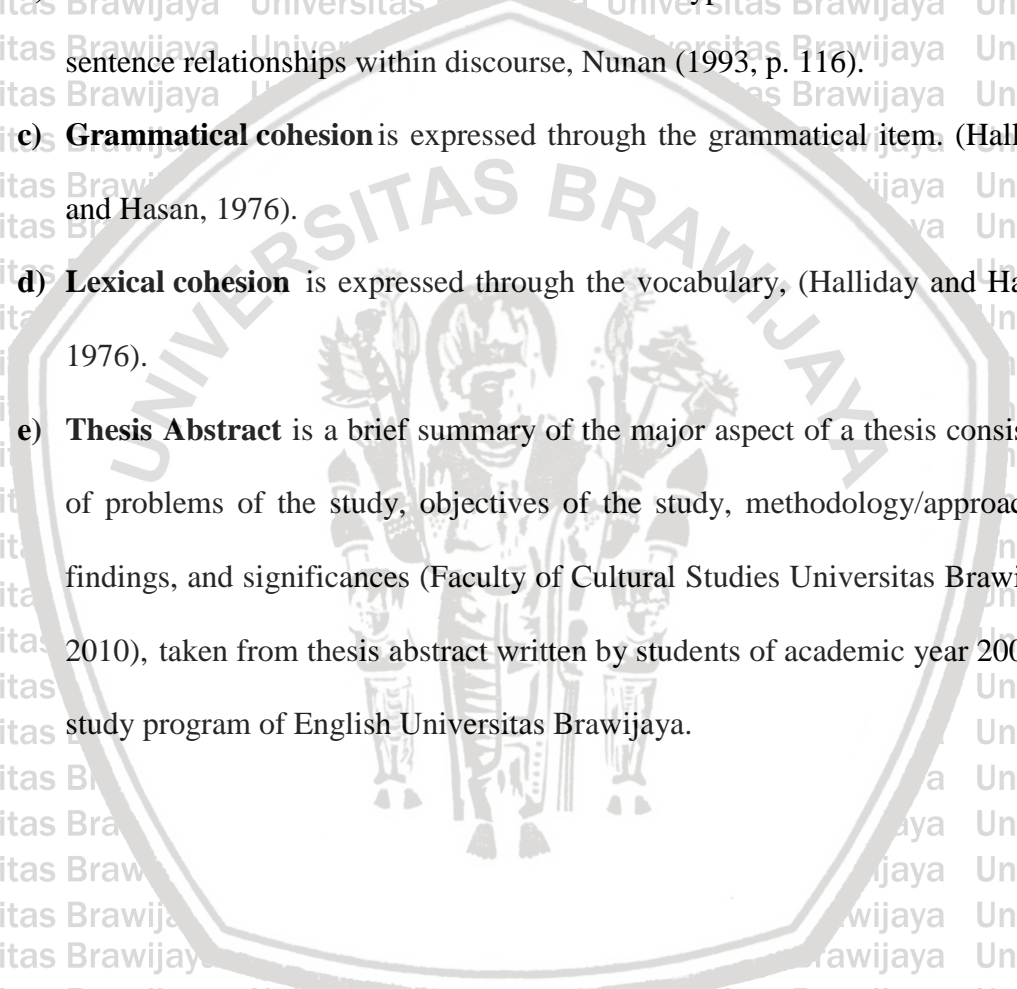 sentence relationships within discourse, Nunan (1993, p. 116).
c) Grammatical cohesion is expressed through the grammatical item. (Hall
and Hasan, 1976).
d) Lexical cohesion is expressed through the vocabulary, (Halliday and Ha
1976).
e) Thesis Abstract is a brief summary of the major aspect of a thesis consis
of problems of the study, objectives of the study, methodology/approac
findings, and significances (Faculty of Cultural Studies Universitas Brawi
2010), taken from thesis abstract written by students of academic year 200
study program of English Universitas Brawijaya.
UNIVERSITAS BRAWIJAYA